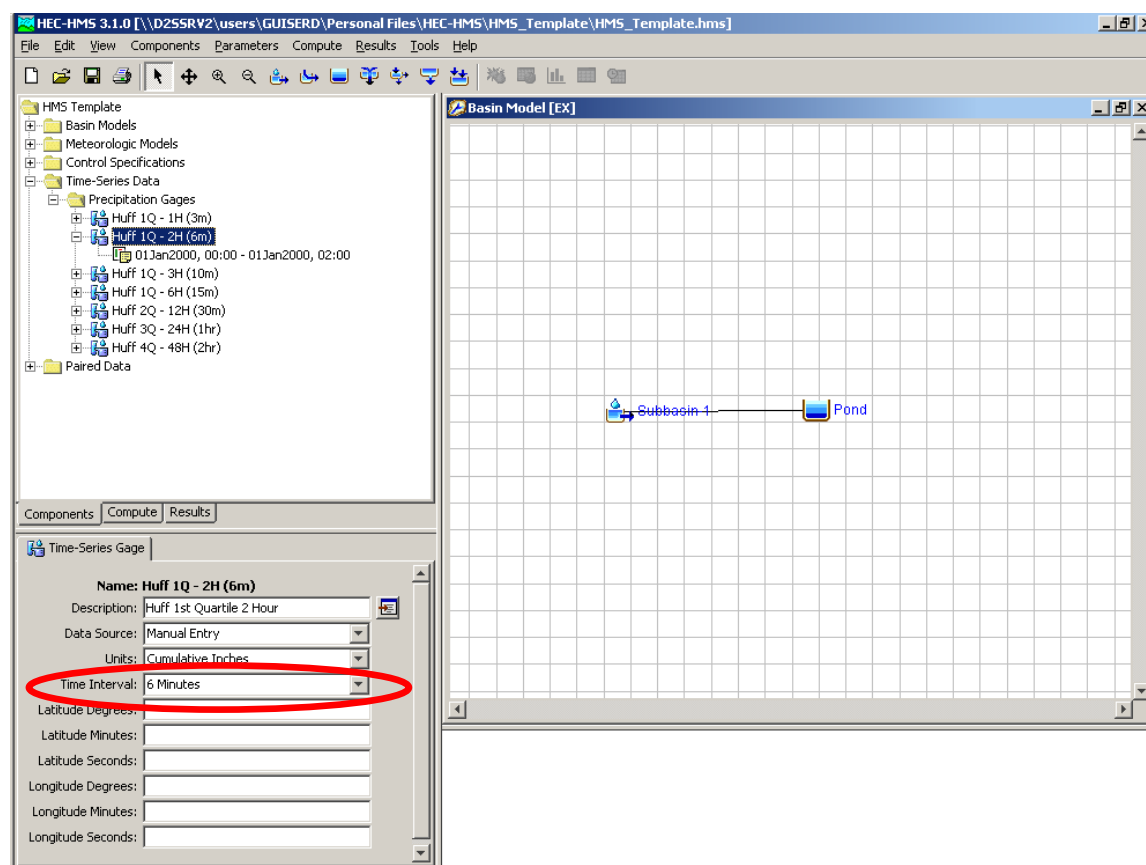 HEC-HMS 3.1.0 [\\D2S5RV2\users\GUISERD\Personal Files\HEC-HMS\HMS_Template\HMS_Template.hms]
File Edit View Components Parameters Compute Results Tools Help
HMS Template
Basin Models
Meteorologic Models
Control Specifications
Time-Series Data
Precipitation Gages
Huff 1Q - 1H (3m)
Huff 1Q - 2H (6m)
01Jan2000, 00:00 - 01Jan2000, 02:00
Huff 1Q - 3H (10m)
Huff 1Q - 6H (15m)
Huff 2Q - 12H (30m)
Huff 3Q - 24H (1hr)
Huff 4Q - 48H (2hr)
Paired Data
Components Compute Results
Time-Series Gage
Name: Huff 1Q - 2H (6m)
Description: Huff 1st Quartile 2 Hour
Data Source: Manual Entry
Units: Cumulative Inches
Time Interval: 6 Minutes
Latitude Degrees:
Latitude Minutes:
Latitude Seconds:
Longitude Degrees:
Longitude Minutes:
Longitude Seconds:
Basin Model [EX]
Subbasin-1
Pond